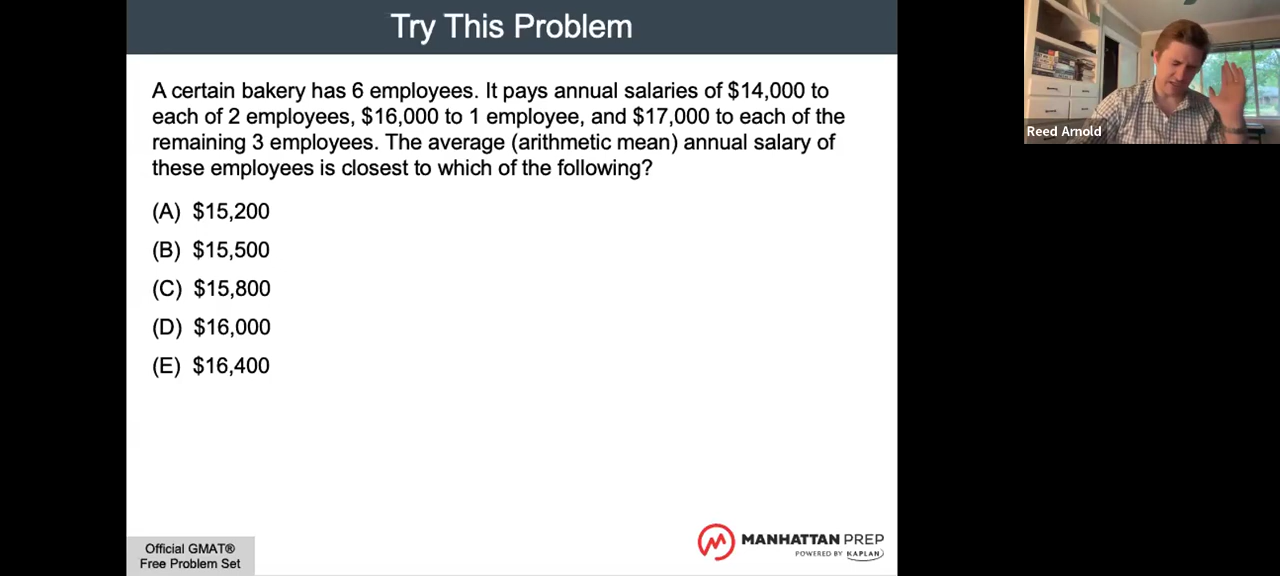 Try This Problem
A certain bakery has 6 employees. It pays annual salaries of $14,000 to
each of 2 employees, $16,000 to 1 employee, and $17,000 to each of the
remaining 3 employees. The average (arithmetic mean) annual salary of
these employees is closest to which of the following?
(A) $15,200
(B) $15,500
(C) $15,800
(D) $16,000
(E) $16,400
Official GMAT®
Free Problem Set
MANHATTAN PREP
POWERED BY KAPLAN
Reed Arnold